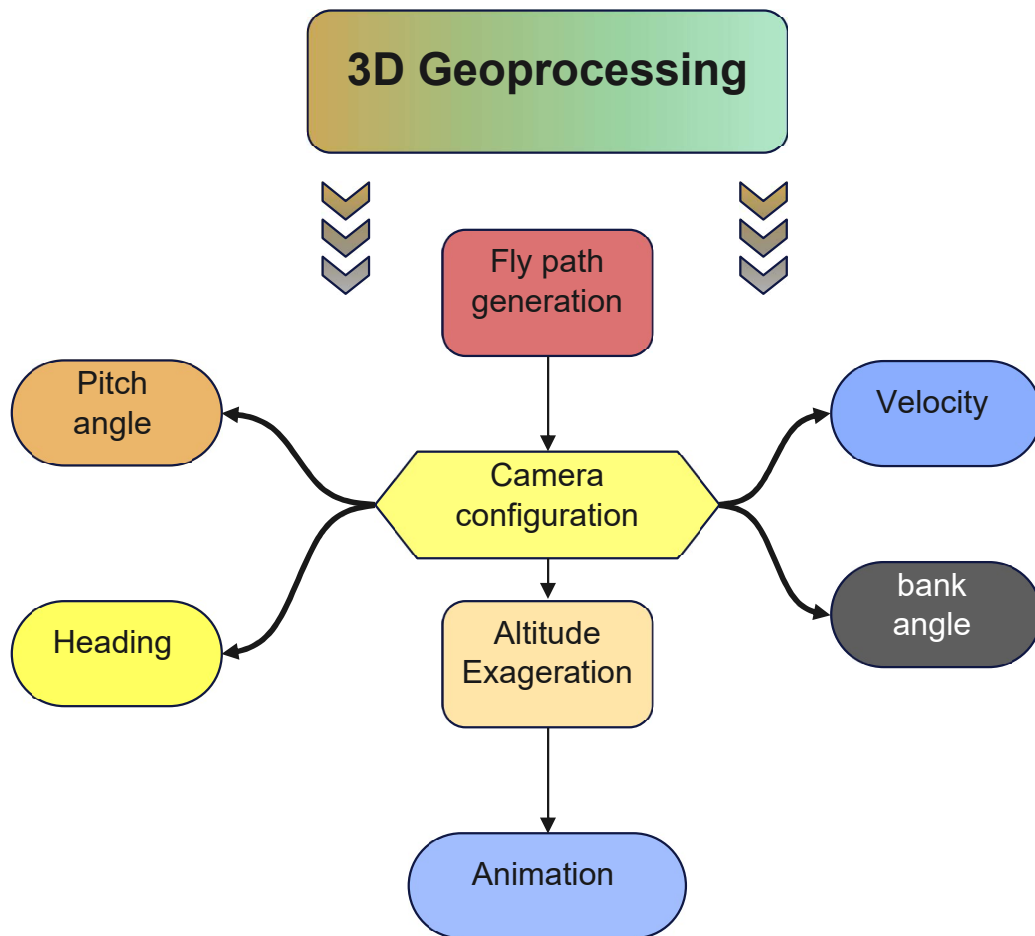 3D Geoprocessing
Fly path
generation
Pitch
angle
Velocity
Camera
configuration
Heading
bank
angle
Altitude
Exageration
Animation